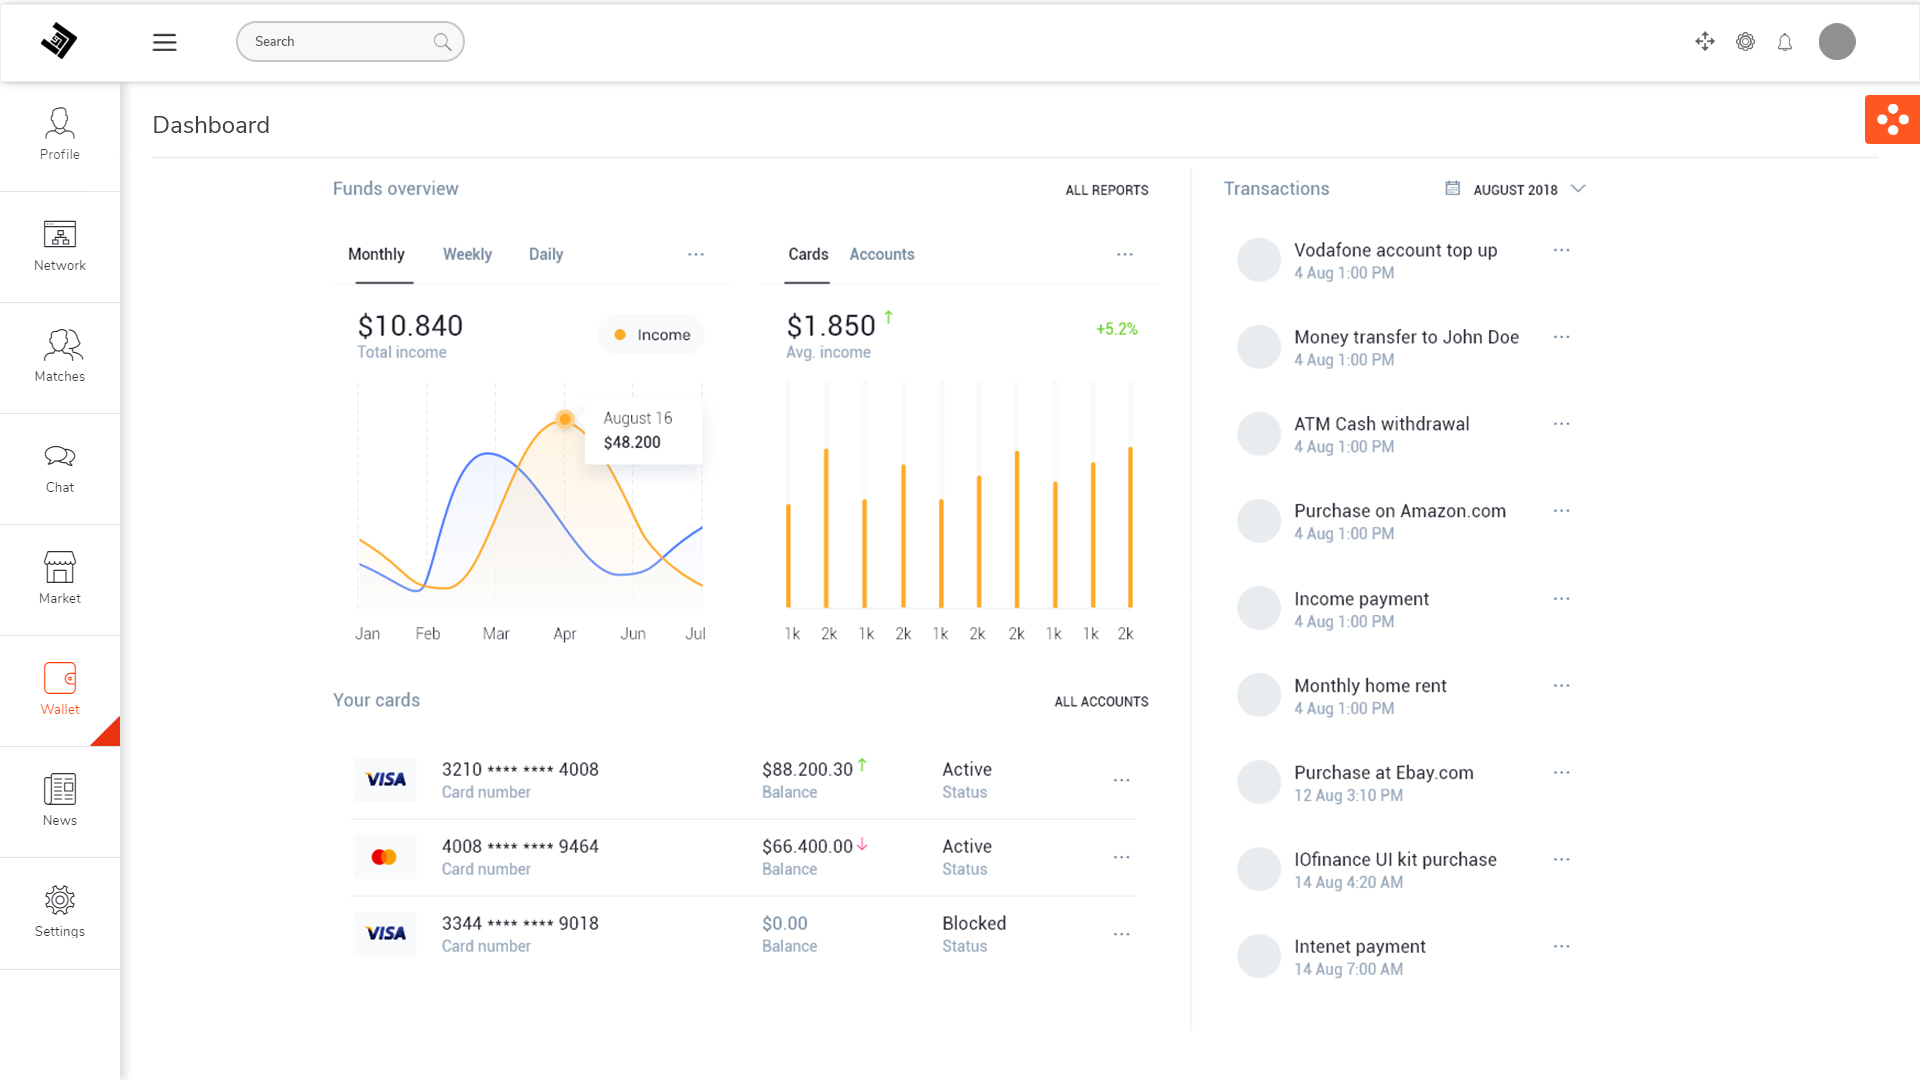 Search
Profile
Network
Matches
Chat
Market
Wallet
News
Settings
Dashboard
Funds overview
ALL REPORTS
Monthly Weekly Daily
$10.840
Total income
Income
August 16
$48.200
Jan Feb Mar Apr Jun Jul
Cards Accounts
$1.850
Avg. income
+5.2%
1k 2k 1k 2k 1k 2k 2k 1k 1k 2k
Your cards
ALL ACCOUNTS
VISA
3210 **** **** 4008
Card number
$88.200.30
Balance
Active
Status
4008 **** **** 9464
Card number
$66.400.00
Balance
Active
Status
VISA
3344 **** **** 9018
Card number
$0.00
Balance
Blocked
Status
Transactions
AUGUST 2018
Vodafone account top up
4 Aug 1:00 PM
Money transfer to John Doe
4 Aug 1:00 PM
ATM Cash withdrawal
4 Aug 1:00 PM
Purchase on Amazon.com
4 Aug 1:00 PM
Income payment
4 Aug 1:00 PM
Monthly home rent
4 Aug 1:00 PM
Purchase at Ebay.com
12 Aug 3:10 PM
IOfinance UI kit purchase
14 Aug 4:20 AM
Intenet payment
14 Aug 7:00 AM